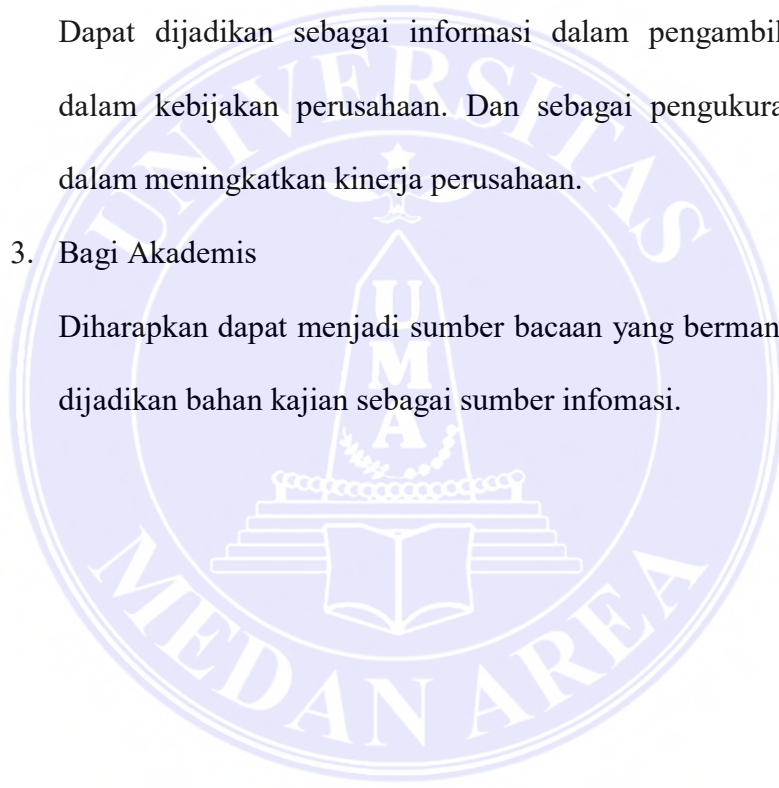 Dapat dijadikan sebagai informasi dalam pengambil
dalam kebijakan perusahaan. Dan sebagai pengukura
dalam meningkatkan kinerja perusahaan.
3. Bagi Akademis
Diharapkan dapat menjadi sumber bacaan yang berman
dijadikan bahan kajian sebagai sumber infomasi.
UNIVERSITAS
U
M
A
MEDAN AREA